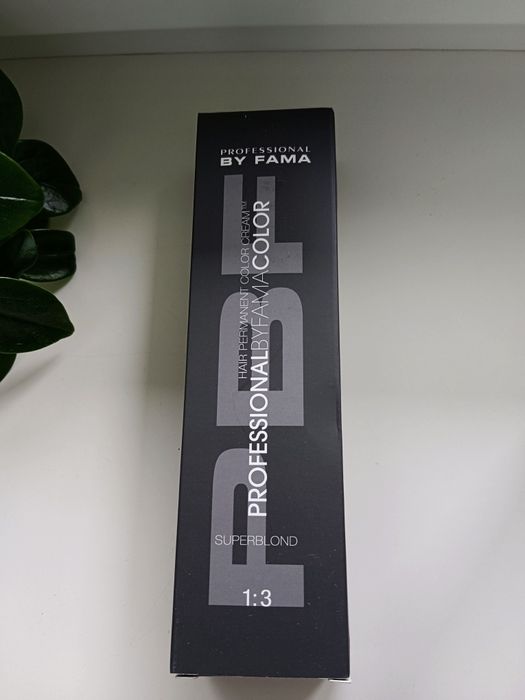 PROFESSIONAL
BY FAMA
PBF
HAIR PERMANENT COLOR CREAM™
PROFESSIONALBYFAMACOLOR
SUPERBLOND
1:3